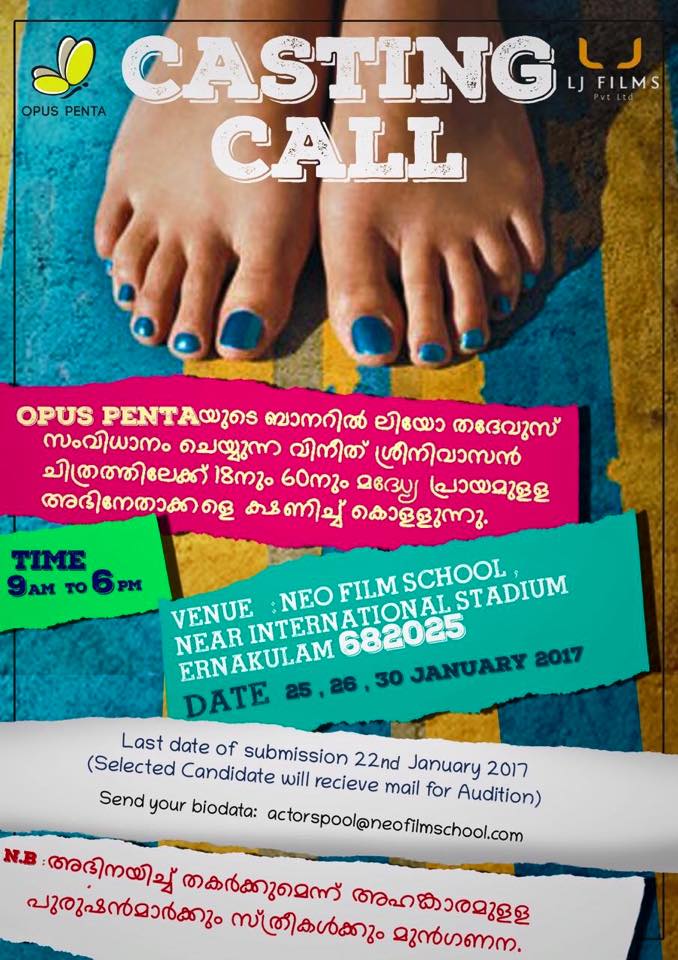 OPUS PENTA
CASTING
CALL
LJ FILMS
Pvt Ltd
OPUS PENTAയുടെ ബാനറിൽ ലിയോ തദേവൂസ്
സംവിധാനം ചെയ്യുന്ന വിനീത് ശ്രീനിവാസൻ
ചിത്രത്തിലേക്ക് 18നും 60നും മദ്ധ്യേ പ്രായമുളള
അഭിനേതാക്കളെ ക്ഷണിച്ച് കൊളളുന്നു.
TIME
9AM TO 6PM
VENUE : NEO FILM SCHOOL ,
NEAR INTERNATIONAL STADIUM
ERNAKULAM 682025
DATE 25 , 26 , 30 JANUARY 2017
Last date of submission 22nd January 2017
(Selected Candidate will recieve mail for Audition)
Send your biodata: actorspool@neofilmschool.com
N.B : അഭിനയിച്ച് തകർക്കുമെന്ന് അഹങ്കാരമുളള
പുരുഷൻമാർക്കും സ്ത്രീകൾക്കും മുൻഗണന.